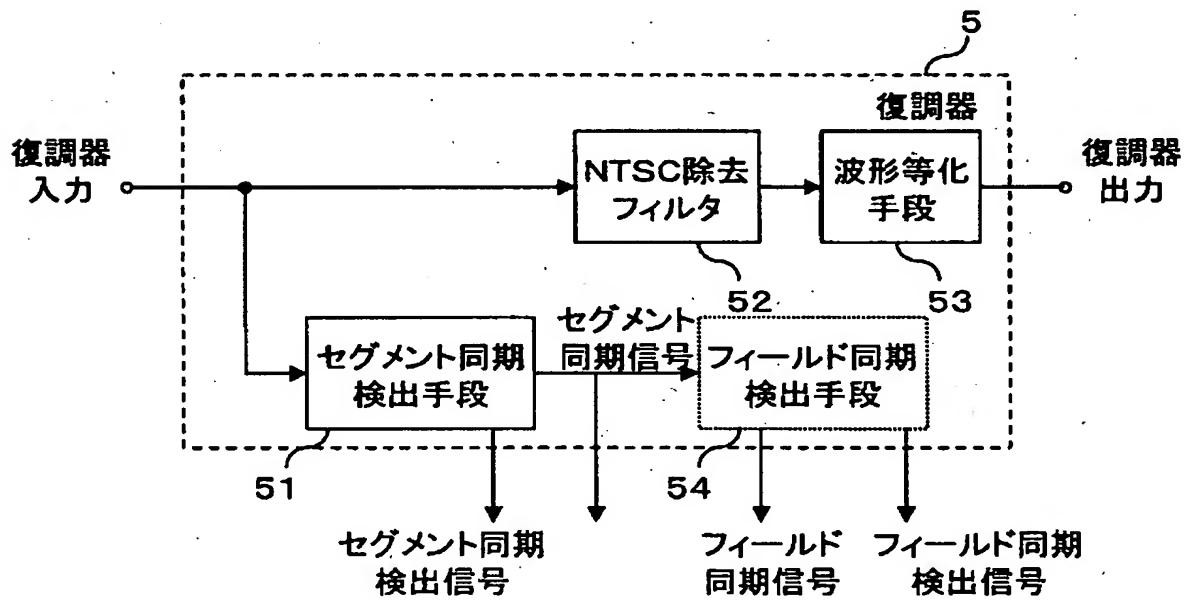 5
復調器
復調器
入力
NTSC除去
フィルタ
波形等化
手段
復調器
出力
52
53
セグメント同期
検出手段
セグメント
同期信号
フィールド同期
検出手段
51
54
セグメント同期
検出信号
フィールド
同期信号
フィールド同期
検出信号